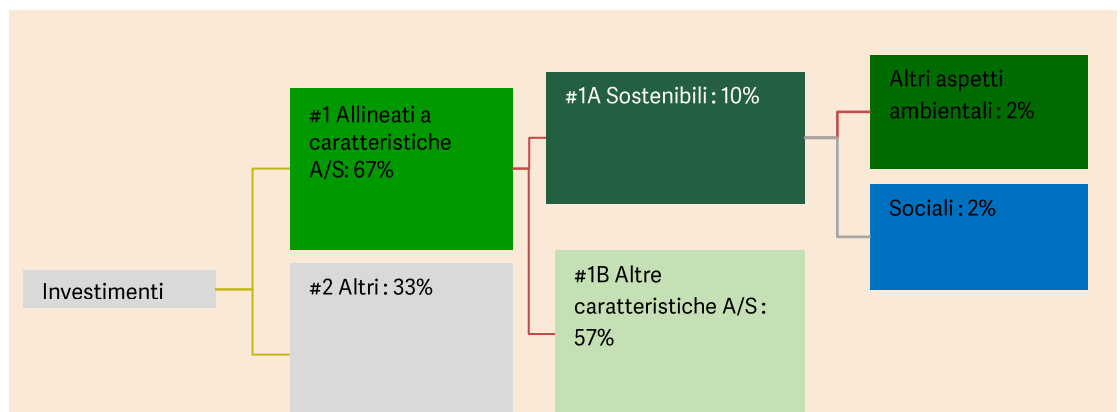 Investimenti
#1 Allineati a
caratteristiche
A/S: 67%
#2 Altri : 33%
#1A Sostenibili : 10%
#1B Altre
caratteristiche A/S :
57%
Altri aspetti
ambientali : 2%
Sociali : 2%